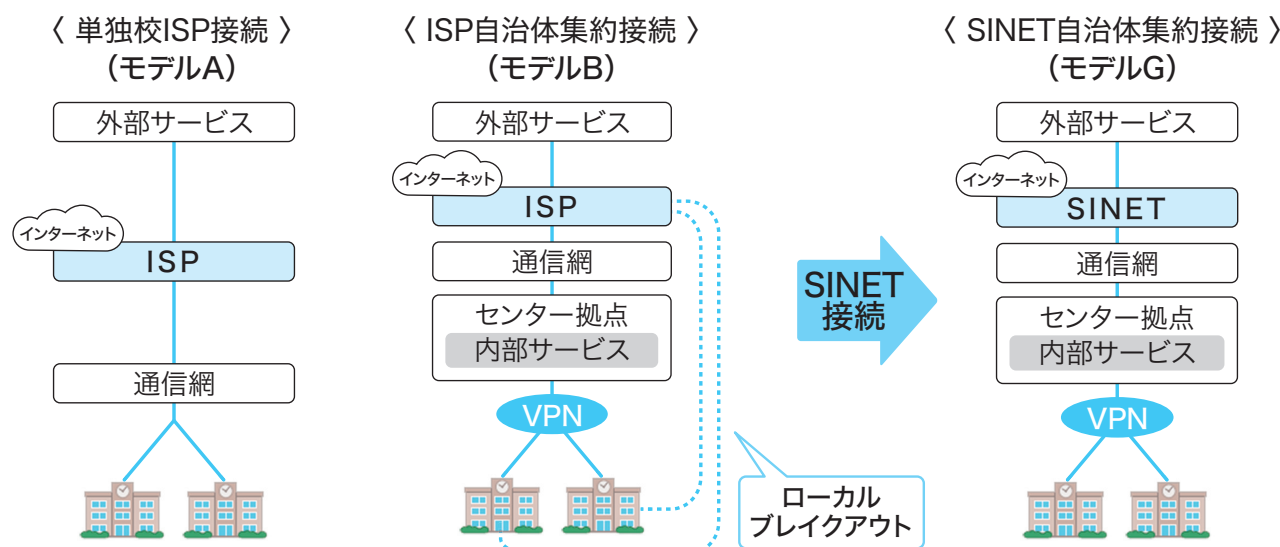 〈 単独校ISP接続 〉
(モデルA)
外部サービス
インターネット
ISP
通信網
〈 ISP自治体集約接続 〉
(モデルB)
外部サービス
インターネット
ISP
通信網
センター拠点
内部サービス
VPN
ローカル
ブレイクアウト
SINET
接続
〈 SINET自治体集約接続 〉
(モデルG)
外部サービス
インターネット
SINET
通信網
センター拠点
内部サービス
VPN